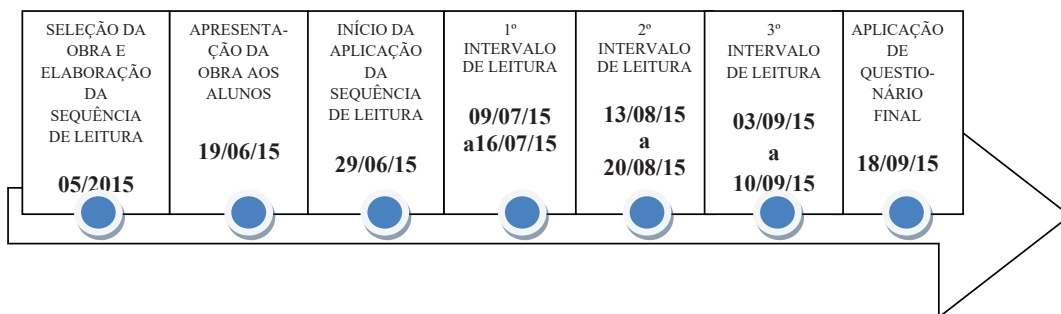 SELEÇÃO DA
OBRA E
ELABORAÇÃO
DA
SEQUÊNCIA
DE LEITURA
05/2015
APRESENTA-
ÇÃO DA
OBRA AOS
ALUNOS
19/06/15
INÍCIO DA
APLICAÇÃO
DA
SEQUÊNCIA
DE LEITURA
29/06/15
1º
INTERVALO
DE LEITURA
09/07/15
a16/07/15
2º
INTERVALO
DE LEITURA
13/08/15
a
20/08/15
3º
INTERVALO
DE LEITURA
03/09/15
a
10/09/15
APLICAÇÃO
DE
QUESTIO-
NÁRIO
FINAL
18/09/15